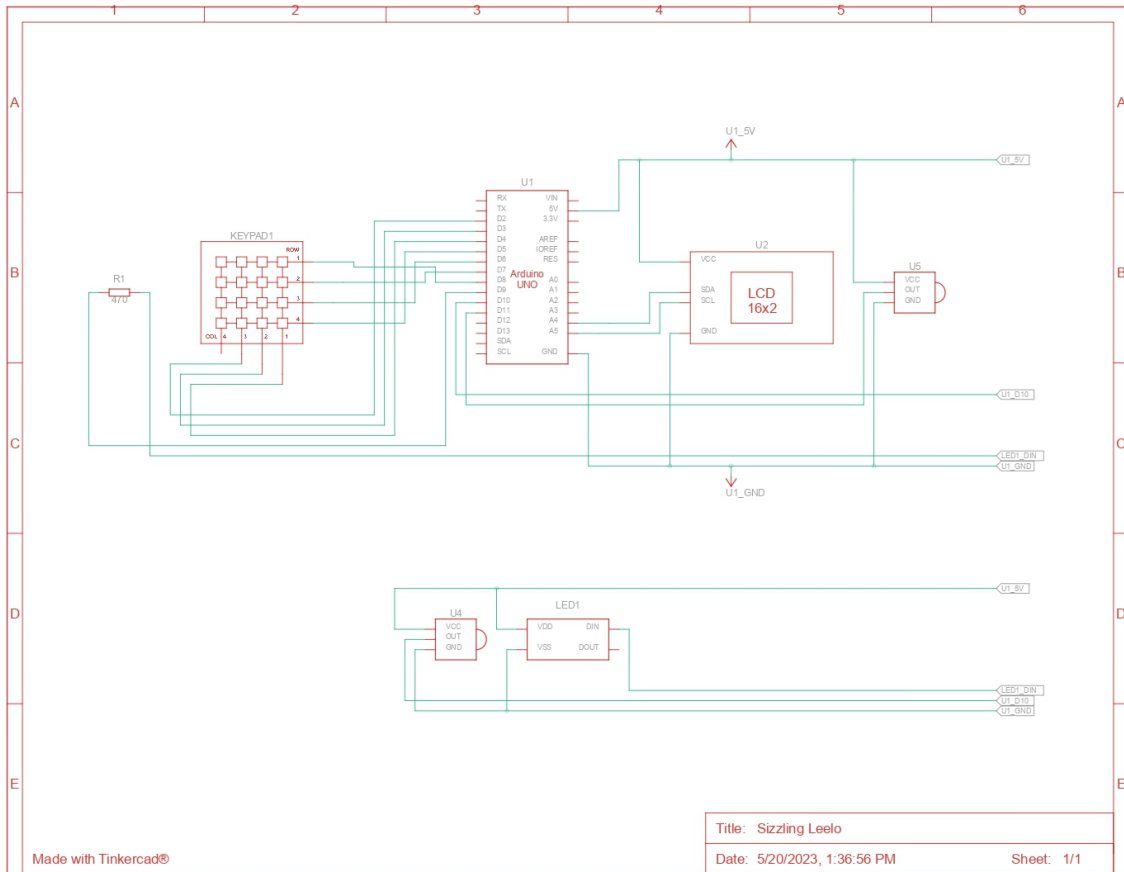 1 2 3 4 5 6
A A
U1_5V
U1_5V
U1
RX VIN
TX 5V
D2 3.3V
D3
D4 AREF
D5 IOREF
D6 RES
D7
D8 A0
D9 A1
D10 A2
D11 A3
D12 A4
D13 A5
SDA
SCL GND
Arduino
UNO
KEYPAD1
ROW
1
2
3
4
COL 4 3 2 1
B B
R1
470
U2
VCC
SDA
SCL
GND
LCD
16x2
U5
VCC
OUT
GND
U1_D10
C C
LED1_DIN
U1_GND
U1_GND
U1_5V
D D
U4
VCC
OUT
GND
LED1
VDD DIN
VSS DOUT
LED1_DIN
U1_D10
U1_GND
E E
Title: Sizzling Leelo
Made with Tinkercad®
Date: 5/20/2023, 1:36:56 PM Sheet: 1/1